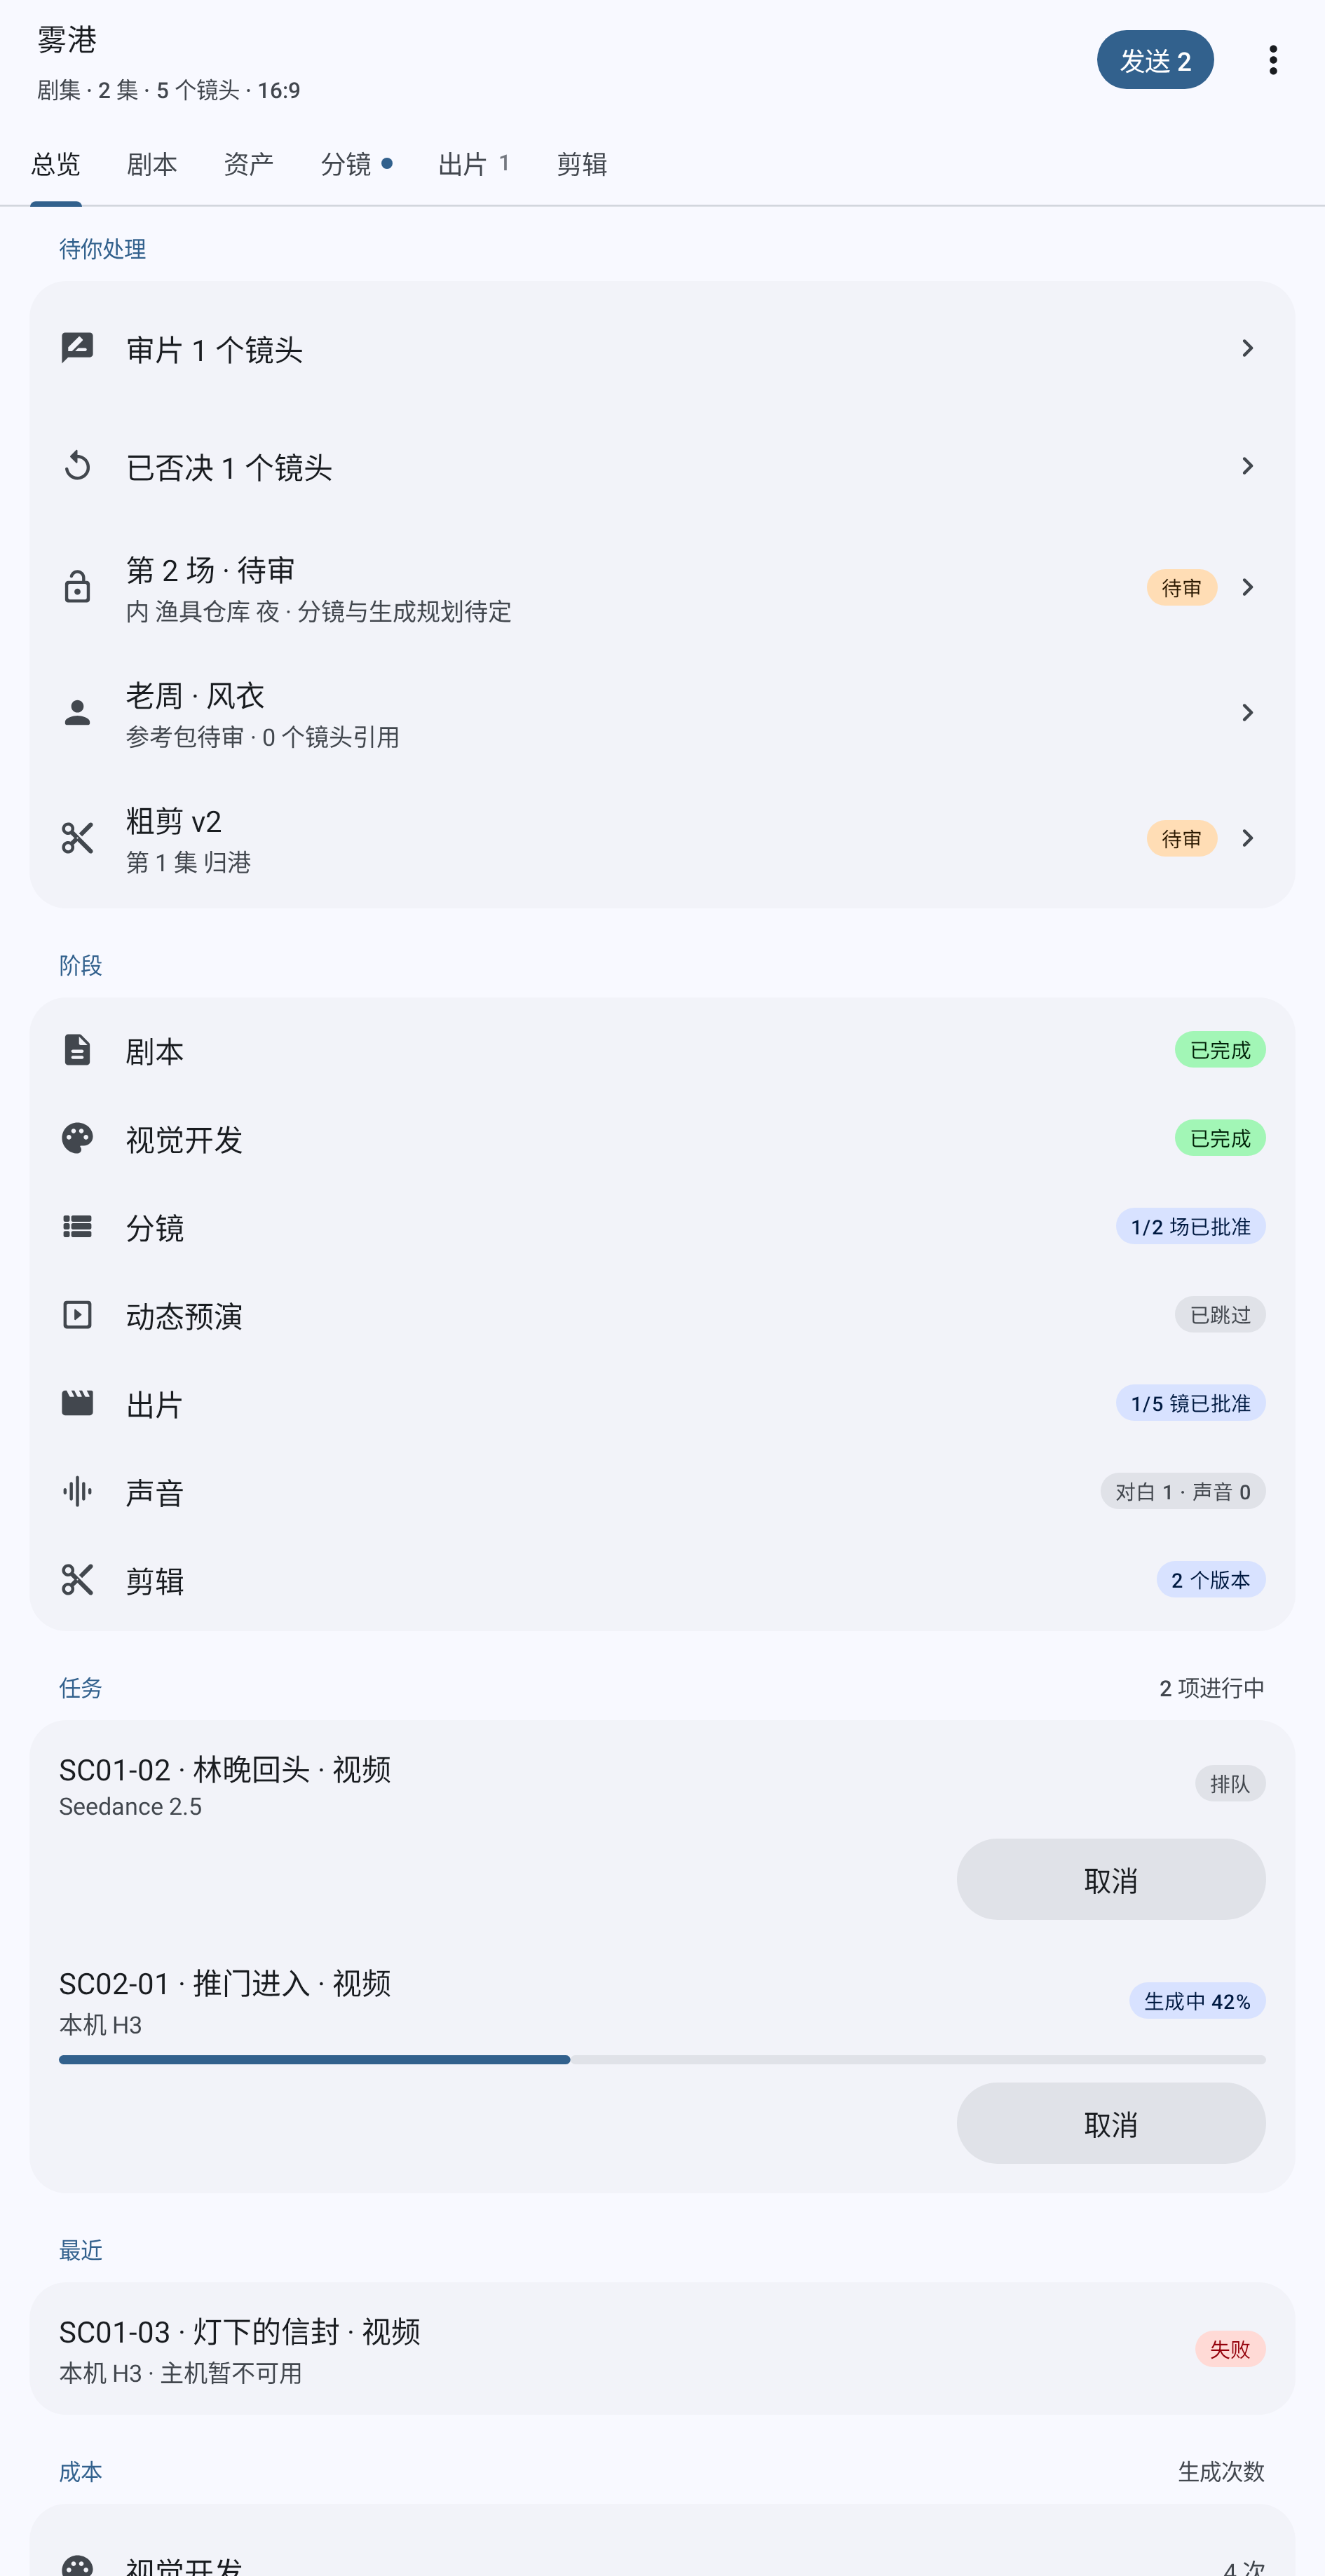 雾港
剧集 · 2 集 · 5 个镜头 · 16:9
发送 2
总览
剧本
资产
分镜
出片 1
剪辑
待你处理
审片 1 个镜头
已否决 1 个镜头
第 2 场 · 待审
内 渔具仓库 夜 · 分镜与生成规划待定
待审
老周 · 风衣
参考包待审 · 0 个镜头引用
粗剪 v2
第 1 集 归港
待审
阶段
剧本
已完成
视觉开发
已完成
分镜
1/2 场已批准
动态预演
已跳过
出片
1/5 镜已批准
声音
对白 1 · 声音 0
剪辑
2 个版本
任务
2 项进行中
SC01-02 · 林晚回头 · 视频
Seedance 2.5
排队
取消
SC02-01 · 推门进入 · 视频
本机 H3
生成中 42%
取消
最近
SC01-03 · 灯下的信封 · 视频
本机 H3 · 主机暂不可用
失败
成本
生成次数
视觉开发
4 次